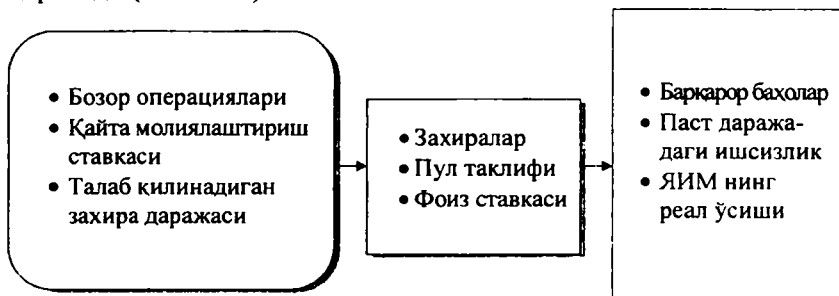 • Бозор операциялари
• Қайта молиялаштириш
ставкаси
• Талаб қилинадиган
захира даражаси
• Захиралар
• Пул таклифи
• Фоиз ставкаси
• Барқарор баҳолар
• Паст даража-
даги ишсизлик
• ЯИМ нинг
реал ўсиши